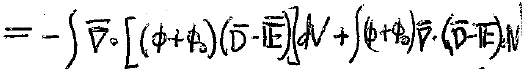 = - ∫ ∇̄ · [(φ+φ₀)(D̄-𝔼̄)]dV + ∫(φ+φ₀)∇̄·(D̄-𝔼̄)dV